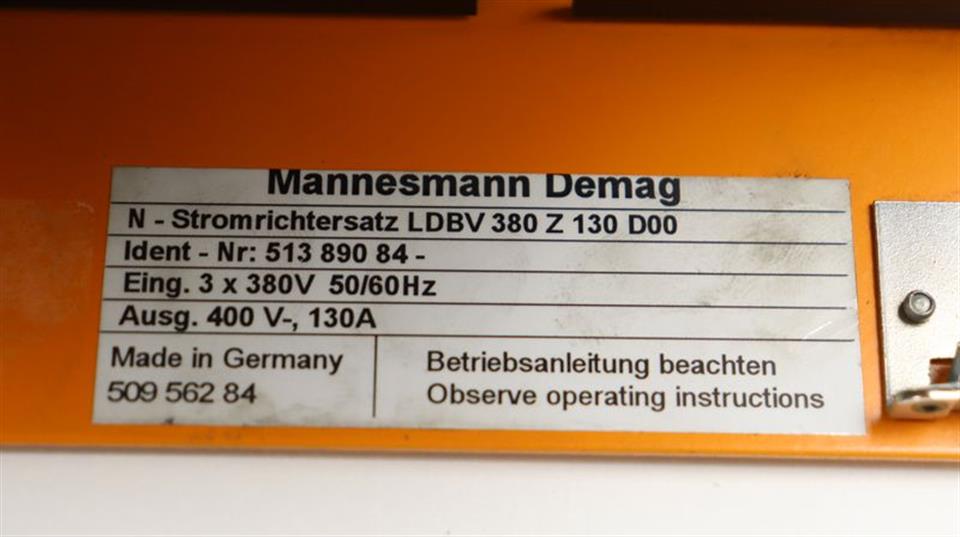 Mannesmann Demag
N - Stromrichtersatz LDBV 380 Z 130 D00
Ident - Nr: 513 890 84 -
Eing. 3 x 380V 50/60Hz
Ausg. 400 V-, 130A
Made in Germany
509 562 84
Betriebsanleitung beachten
Observe operating instructions